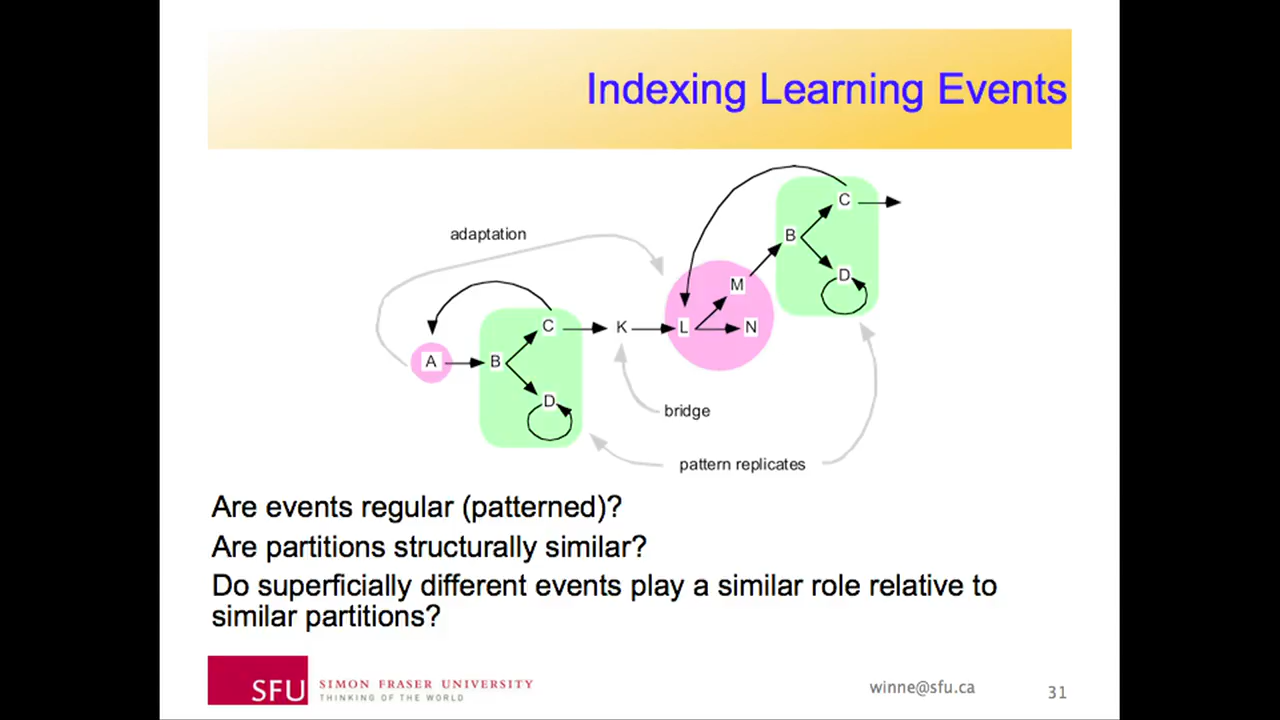 Indexing Learning Events
adaptation
C
B
M
D
C
K
L
N
A
B
D
bridge
pattern replicates
Are events regular (patterned)?
Are partitions structurally similar?
Do superficially different events play a similar role relative to
similar partitions?
SFU
SIMON FRASER UNIVERSITY
THINKING OF THE WORLD
winne@sfu.ca
31